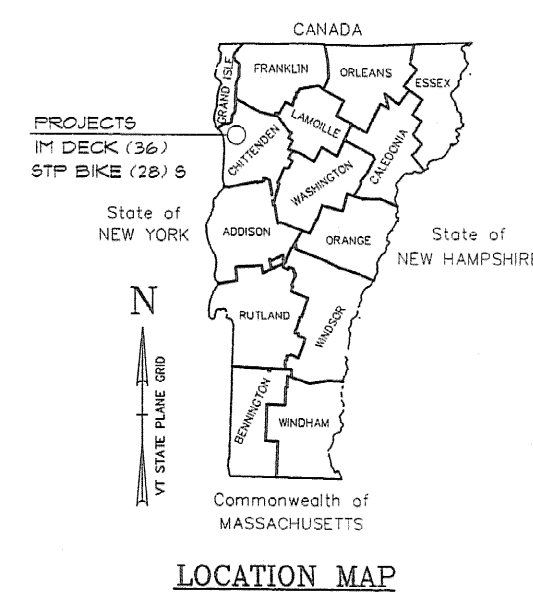 CANADA
FRANKLIN
ORLEANS
ESSEX
GRAND ISLE
LAMOILLE
PROJECTS
IM DECK (36)
STP BIKE (28) S
CHITTENDEN
CALEDONIA
WASHINGTON
State of
NEW YORK
ADDISON
ORANGE
State of
NEW HAMPSHIRE
N
VT STATE PLANE GRID
RUTLAND
WINDSOR
BENNINGTON
WINDHAM
Commonwealth of
MASSACHUSETTS
LOCATION MAP